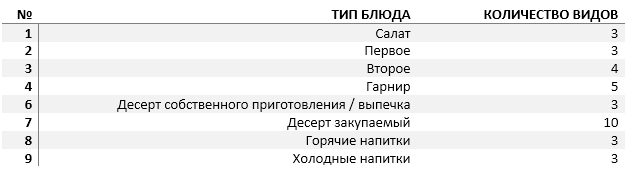 № ТИП БЛЮДА КОЛИЧЕСТВО ВИДОВ
1 Салат 3
2 Первое 3
3 Второе 4
4 Гарнир 5
6 Десерт собственного приготовления / выпечка 3
7 Десерт закупаемый 10
8 Горячие напитки 3
9 Холодные напитки 3